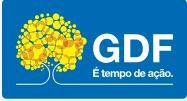 GDF
É tempo de ação.